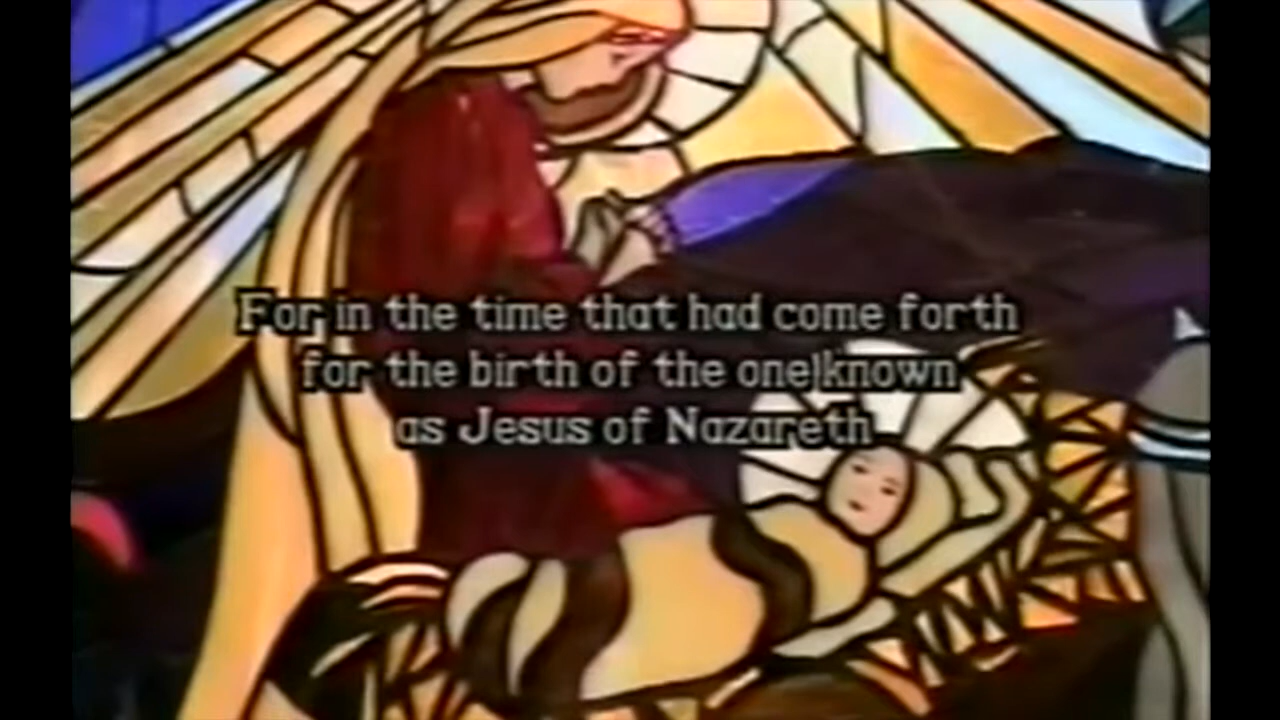 For in the time that had come forth
for the birth of the one known
as Jesus of Nazareth